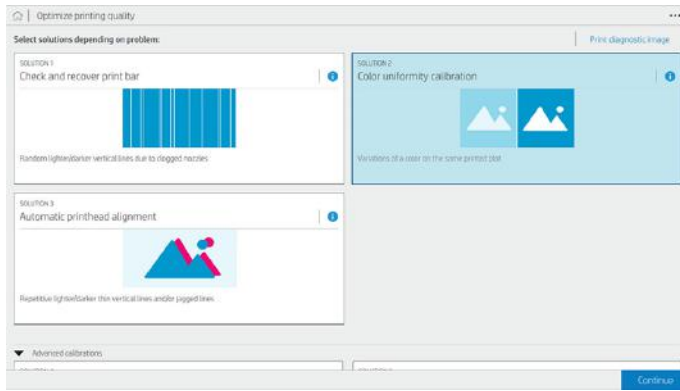 Optimize printing quality
Select solutions depending on problem:
Print diagnostic image
SOLUTION 1
Check and recover print bar
Random lighter/darker vertical lines due to clogged nozzles
SOLUTION 2
Color uniformity calibration
Variations of a color on the same printed plot
SOLUTION 3
Automatic printhead alignment
Repetitive lighter/darker thin vertical lines and/or jagged lines
Advanced calibrations
Continue